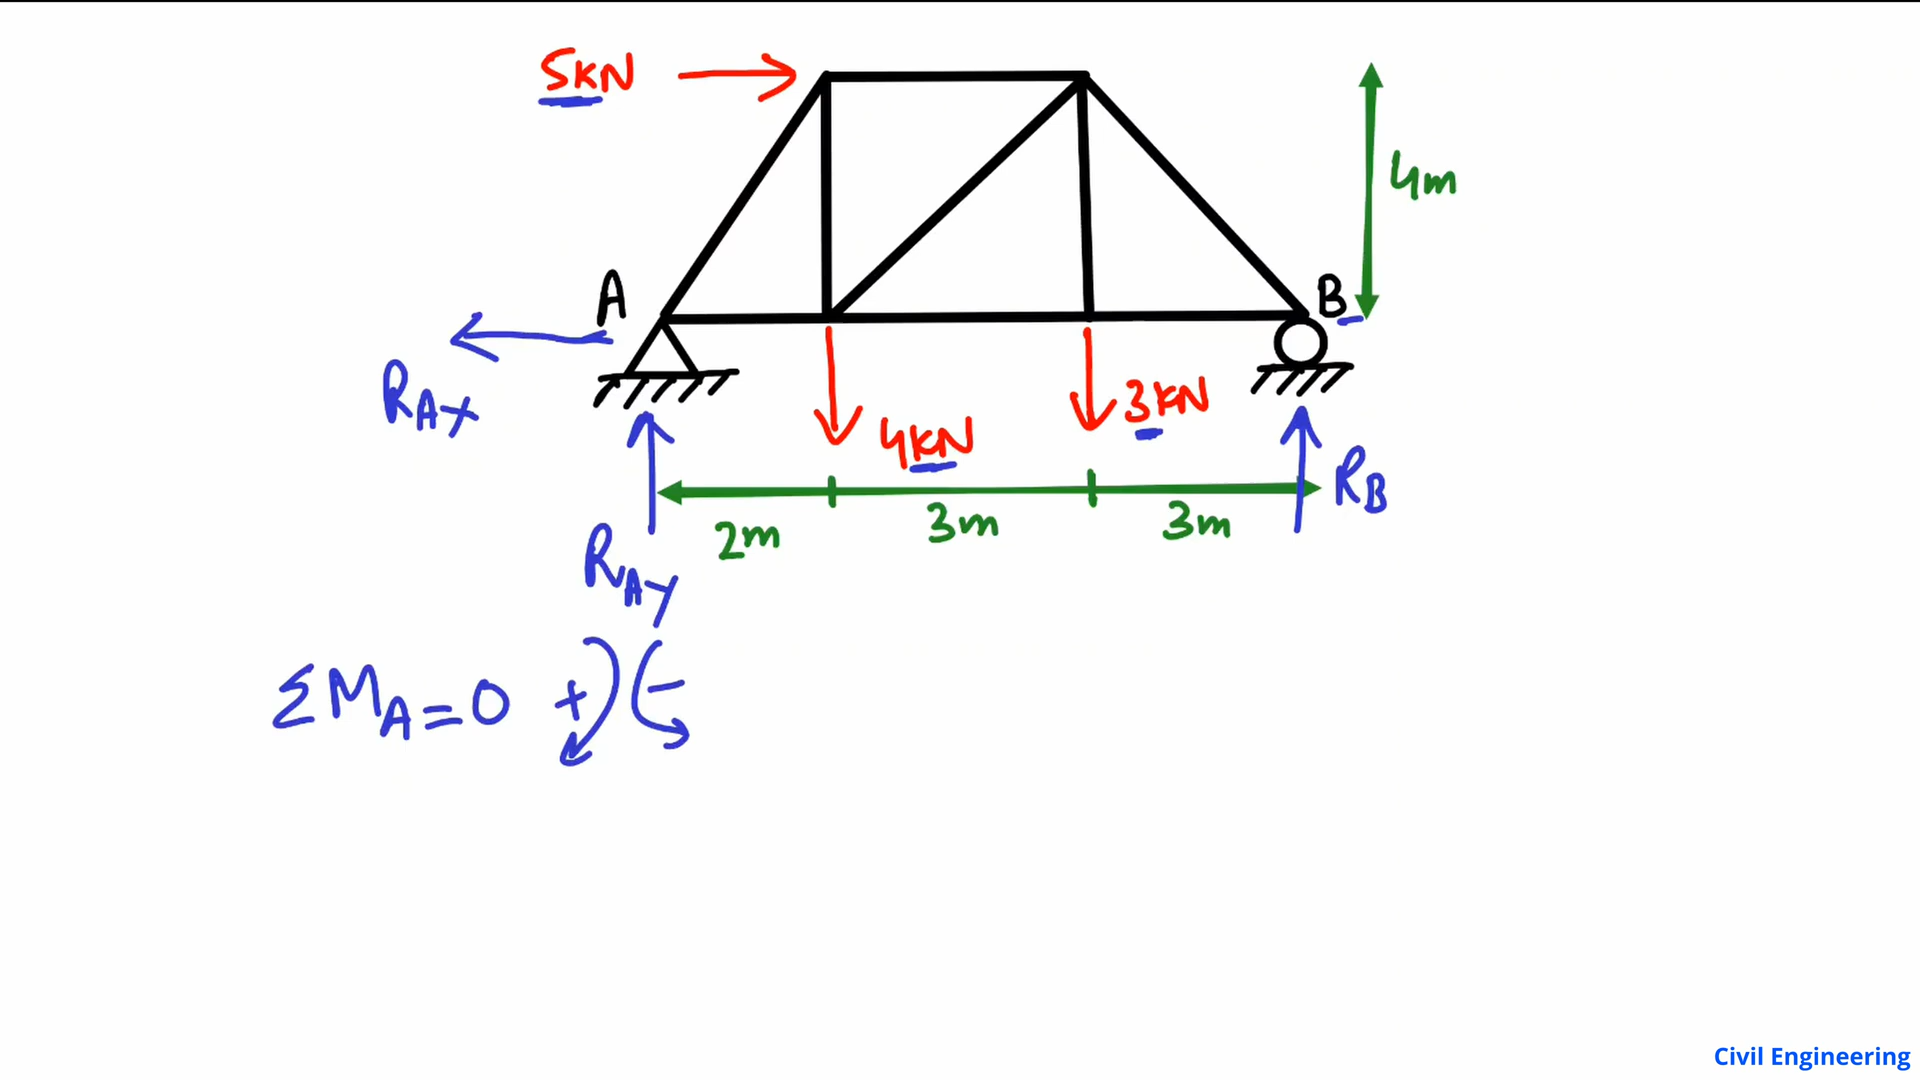 5KN
4m
A
B
RAX
3KN
4KN
RB
2m
3m
3m
RAY
ΣMA=0 + -
Civil Engineering